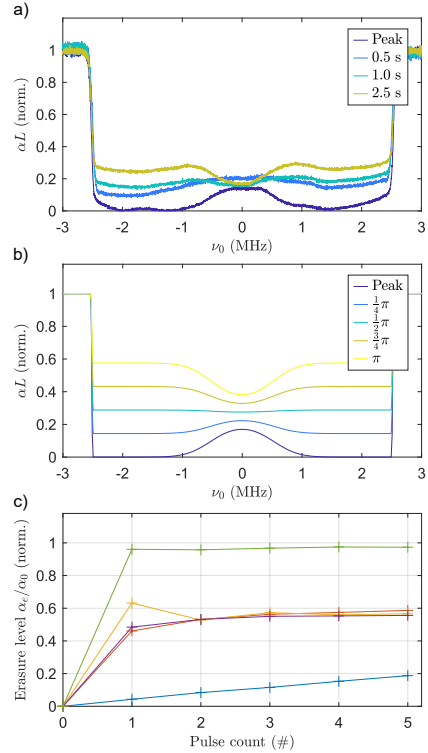 a)
αL (norm.)
1
0.8
0.6
0.4
0.2
0
-3 -2 -1 0 1 2 3
ν₀ (MHz)
Peak
0.5 s
1.0 s
2.5 s
b)
αL (norm.)
1
0.8
0.6
0.4
0.2
0
-3 -2 -1 0 1 2 3
ν₀ (MHz)
Peak
1/4 π
1/2 π
3/4 π
π
c)
Erasure level αₑ/α₀ (norm.)
1
0.8
0.6
0.4
0.2
0
0 1 2 3 4 5
Pulse count (#)